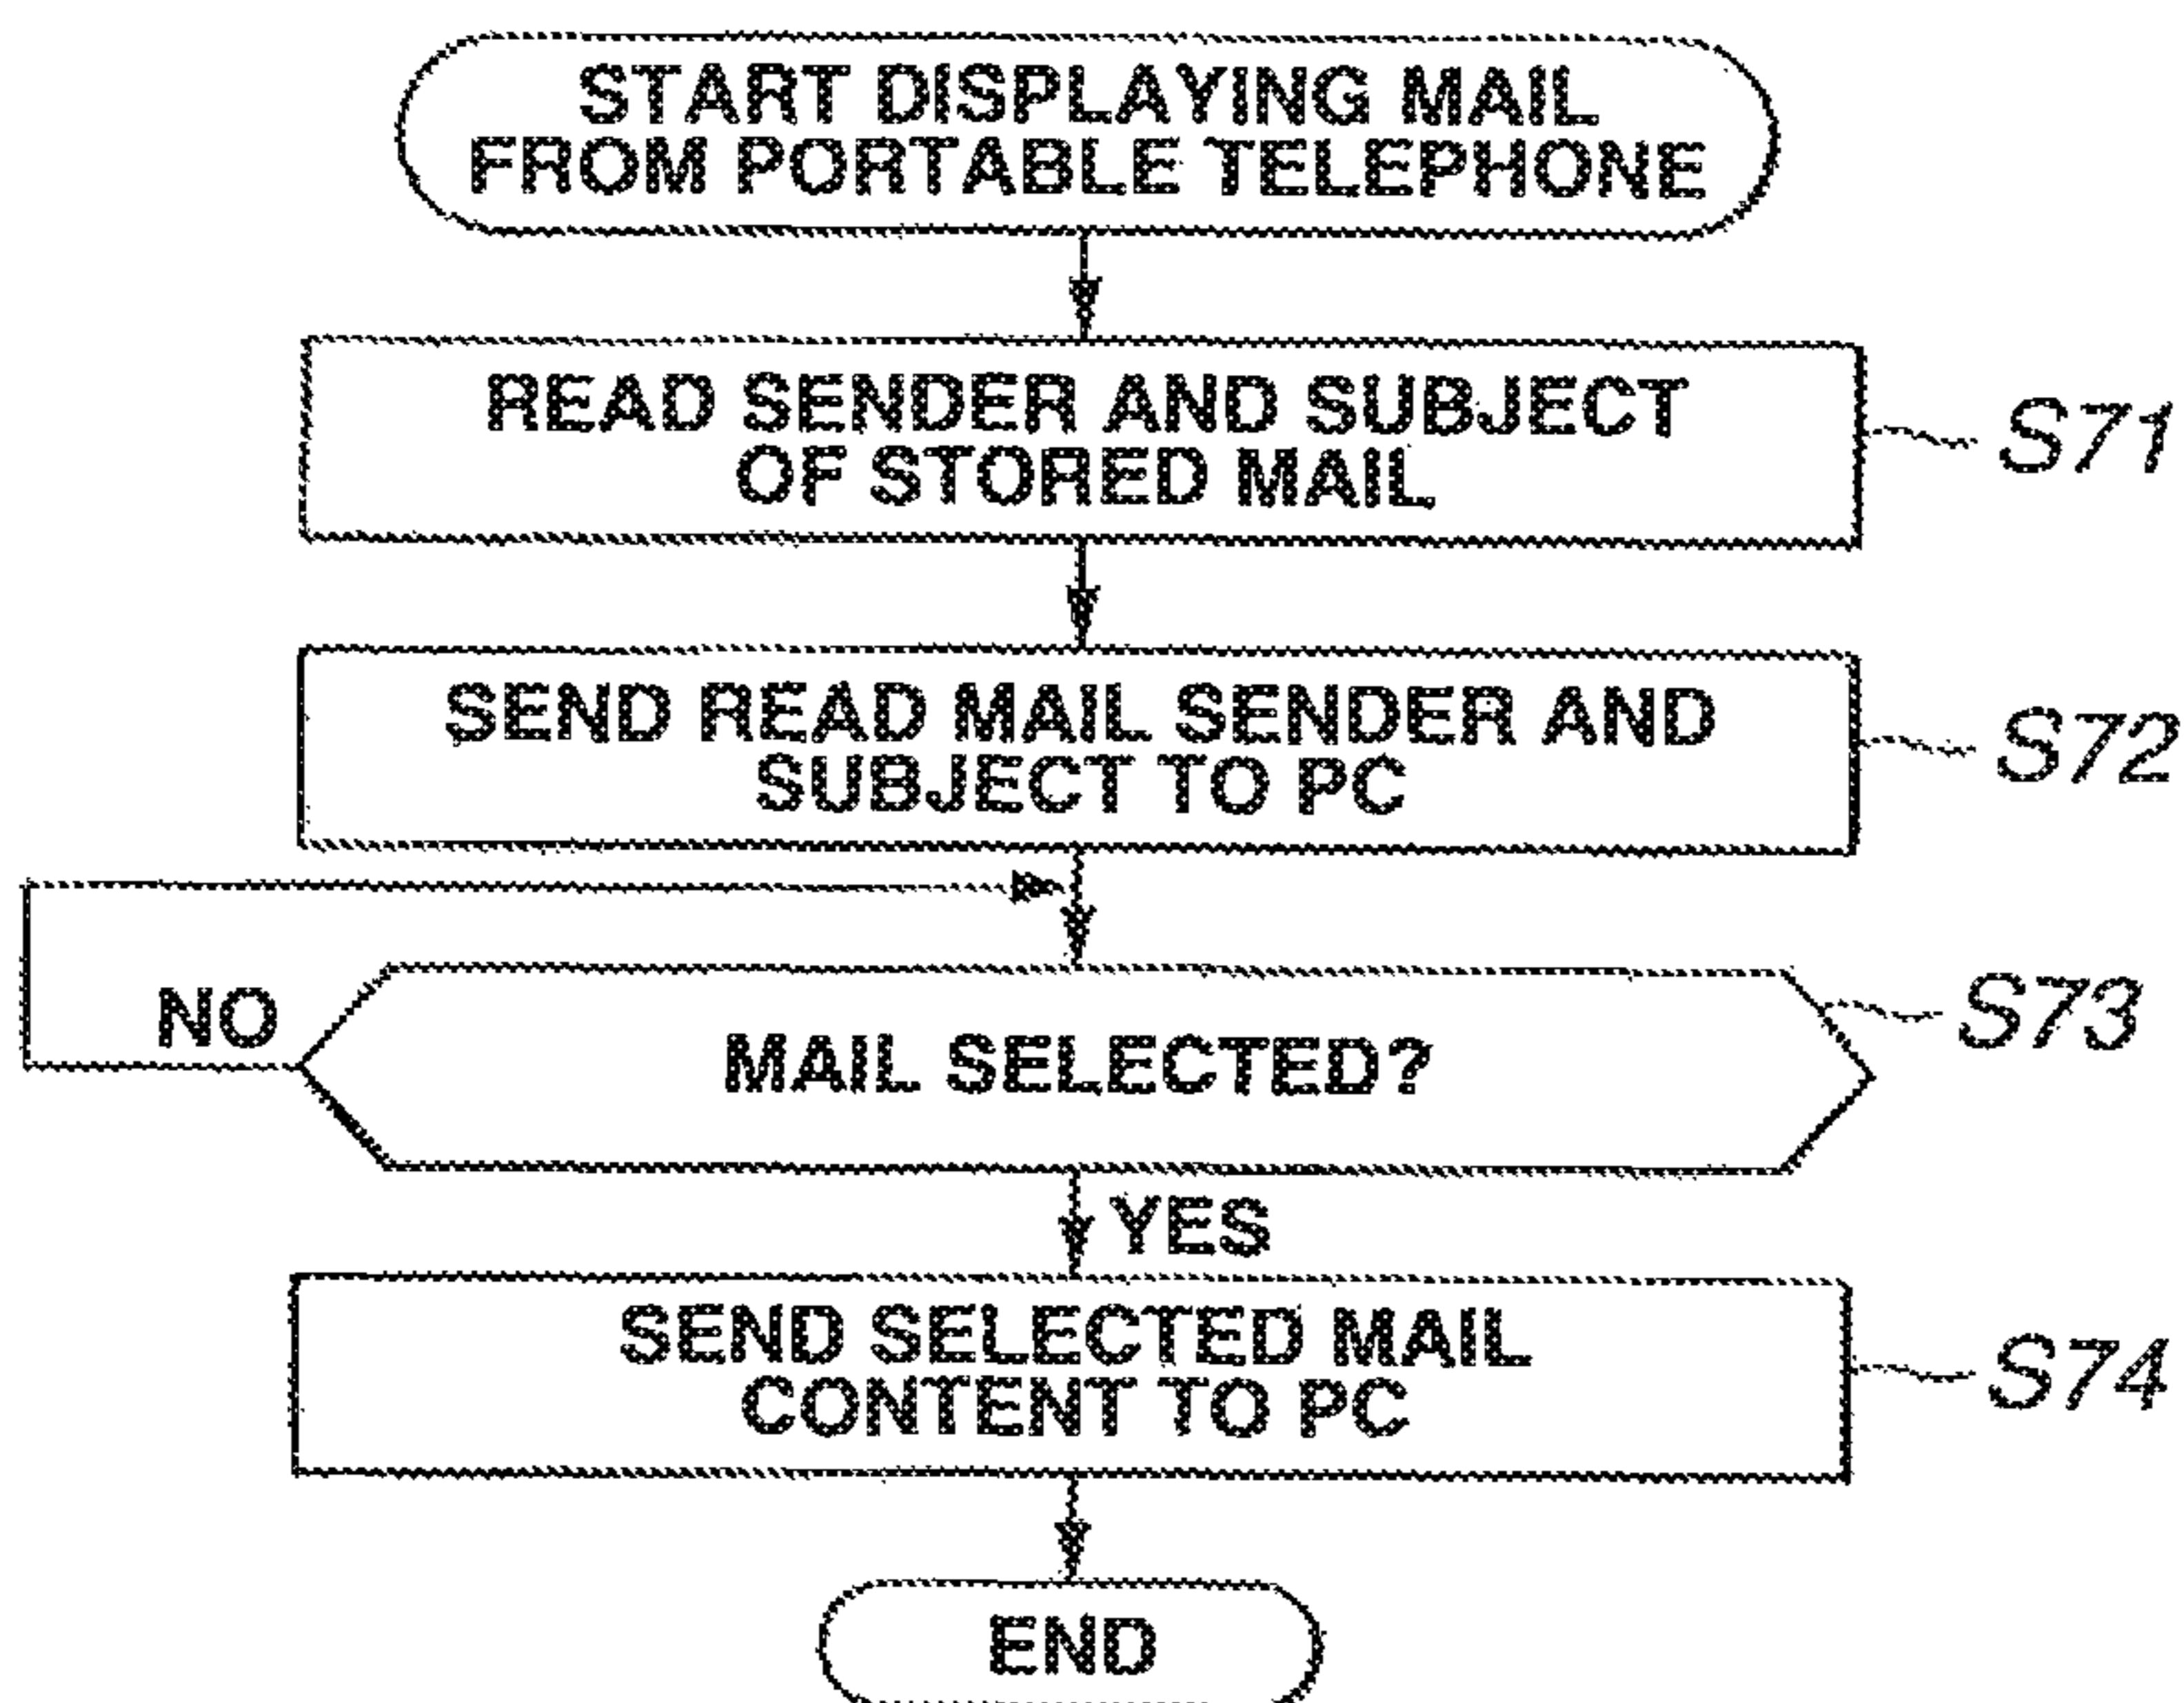 START DISPLAYING MAIL
FROM PORTABLE TELEPHONE
READ SENDER AND SUBJECT
OF STORED MAIL
S71
SEND READ MAIL SENDER AND
SUBJECT TO PC
S72
NO
MAIL SELECTED?
S73
YES
SEND SELECTED MAIL
CONTENT TO PC
S74
END